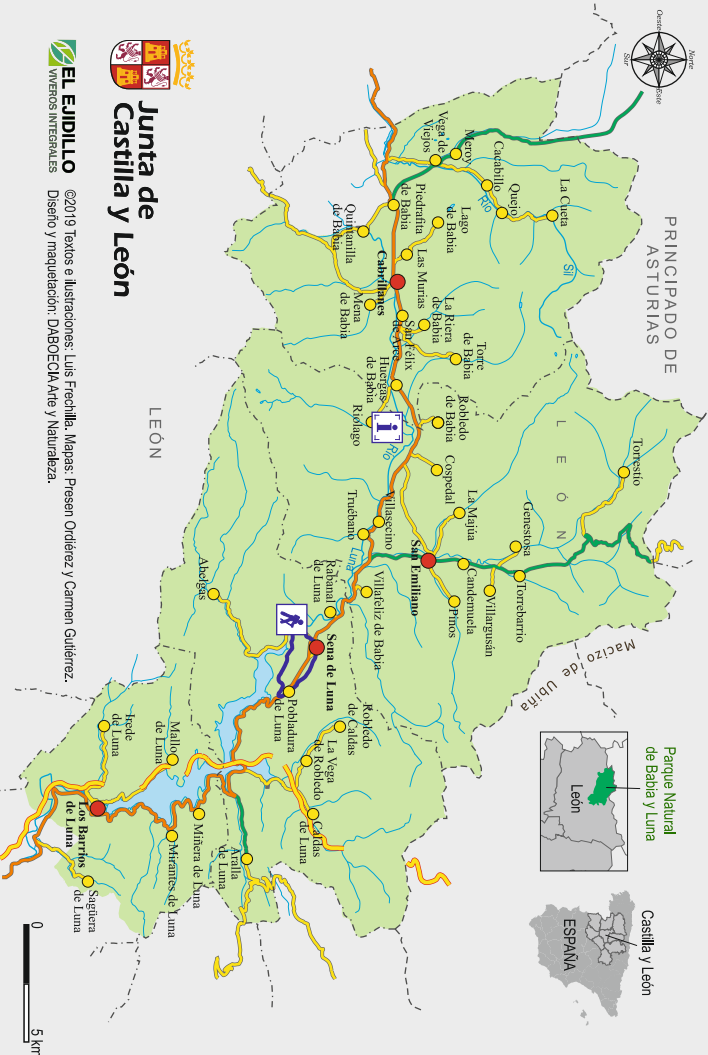 Norte
Este
Sur
Oeste
PRINCIPADO DE
ASTURIAS
Macizo de Ubiña
Parque Natural
de Babia y Luna
León
Castilla y León
ESPAÑA
L E Ó N
LEÓN
La Cueta
Quejo
Cacabillo
Meroy
Vega de
Viejos
Río
Sil
Piedrafita
de Babia
Lago
de Babia
Las Murias
Quintanilla
de Babia
Cabrillanes
Mena
de Babia
La Riera
de Babia
San Félix
de Arce
Torre
de Babia
Huergas
de Babia
Riolago
i
Río
Luna
Robledo
de Babia
Cospedal
La Majúa
Torrestío
Genestosa
Torrebarrio
Villargusán
Candemuela
San Emiliano
Pinos
Villasecino
Truébano
Villafeliz de Babia
Rabanal
de Luna
Sena de Luna
Abelgas
Pobladura
de Luna
Robledo
de Caldas
La Vega
de Robledo
Caldas
de Luna
Aralla
de Luna
Miñera de Luna
Mirantes de Luna
Mallo
de Luna
Irede
de Luna
Los Barrios
de Luna
Sagüera
de Luna
0
5 km
Junta de
Castilla y León
EL EJIDILLO
VIVEROS INTEGRALES
©2019 Textos e ilustraciones: Luis Frechilla. Mapas: Presen Ordiérez y Carmen Gutiérrez.
Diseño y maquetación: DABOECIA Arte y Naturaleza.